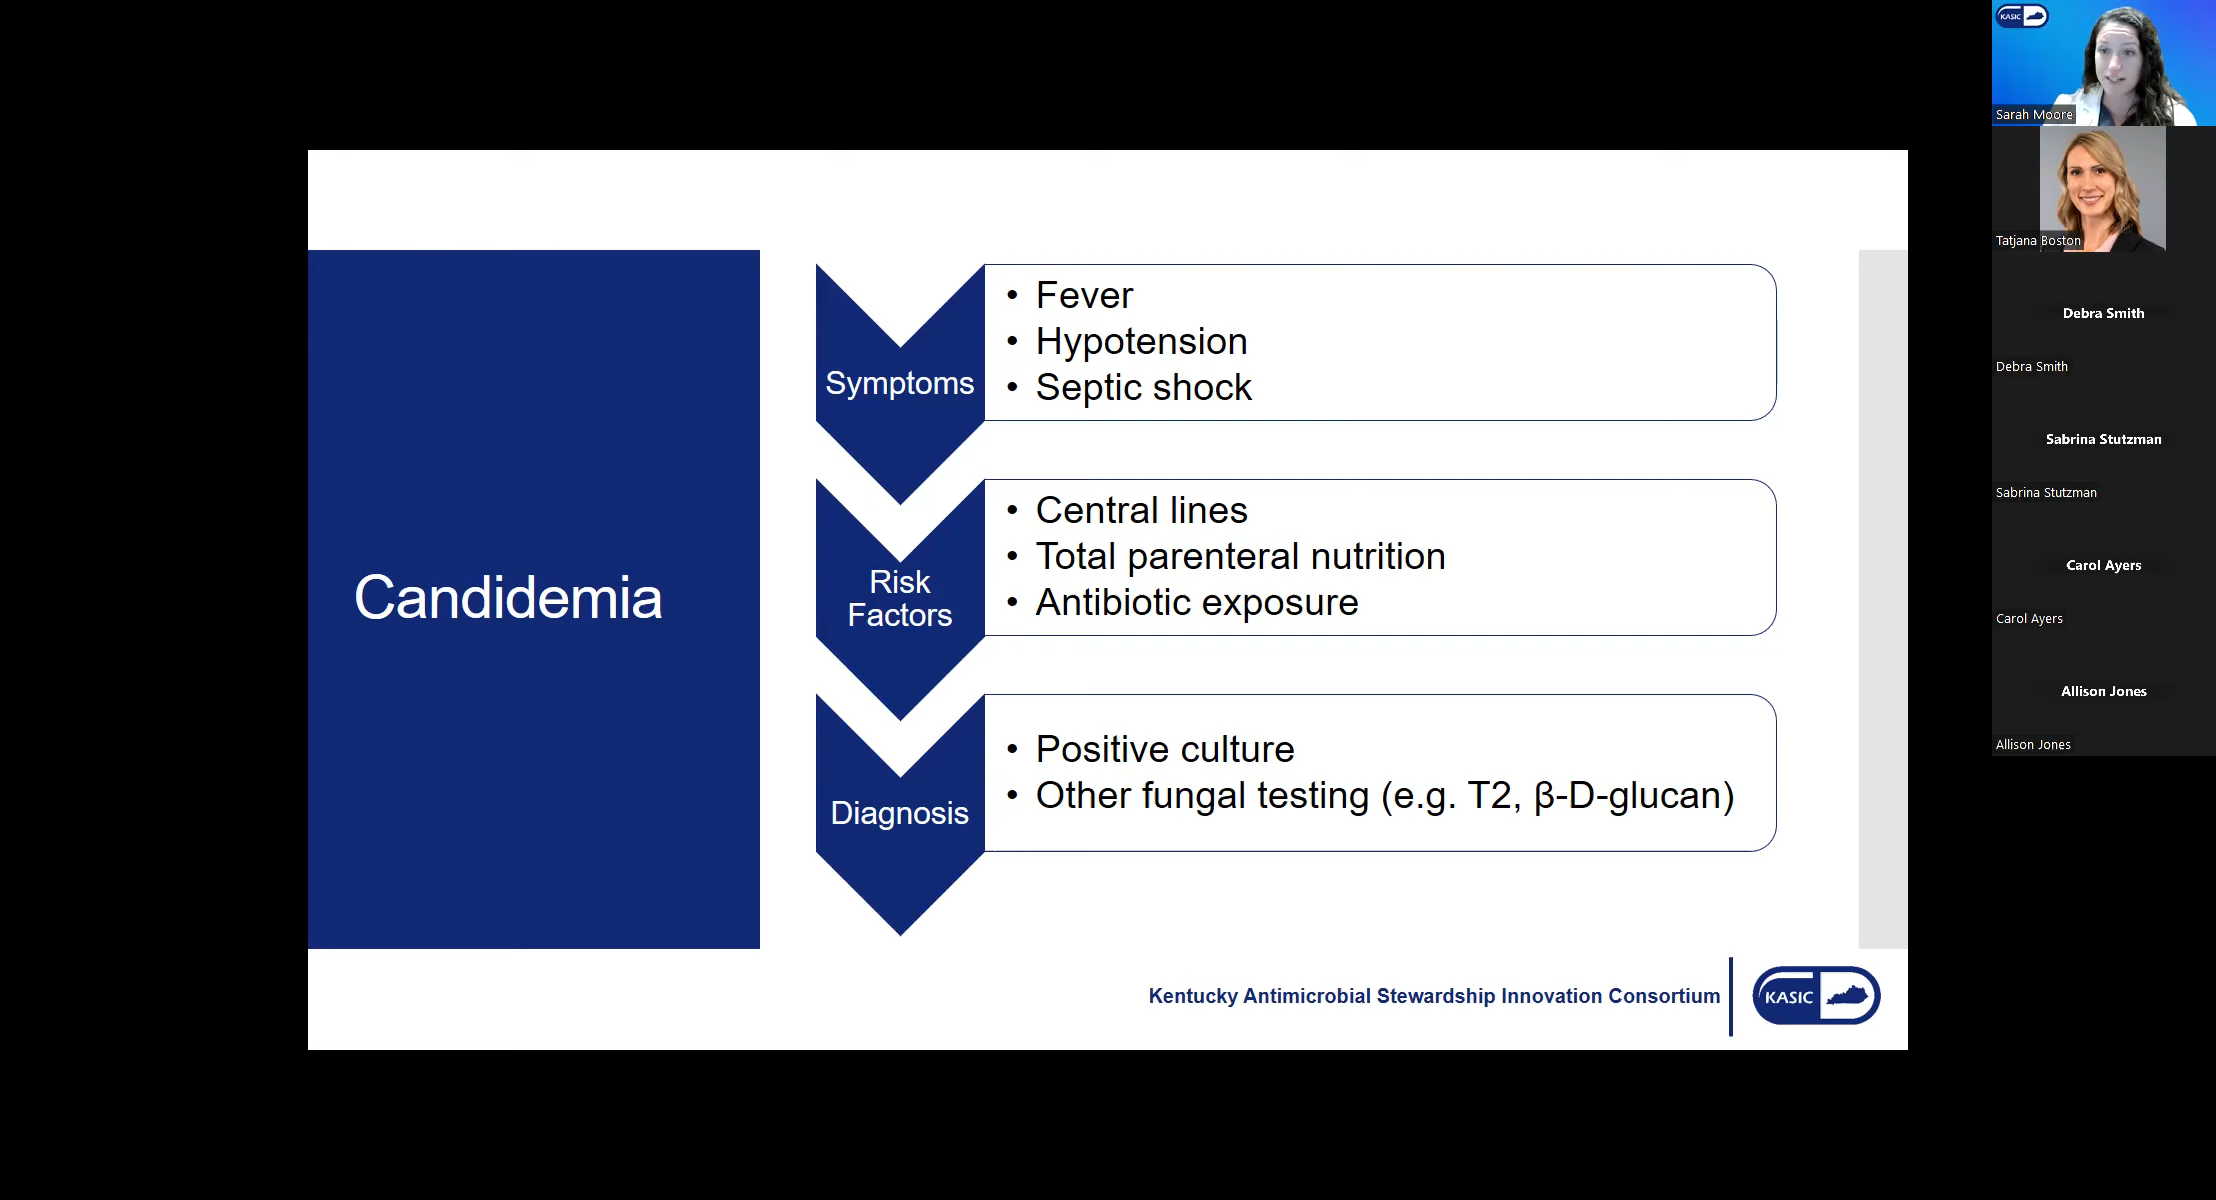 Candidemia
Symptoms
• Fever
• Hypotension
• Septic shock
Risk
Factors
• Central lines
• Total parenteral nutrition
• Antibiotic exposure
Diagnosis
• Positive culture
• Other fungal testing (e.g. T2, β-D-glucan)
Kentucky Antimicrobial Stewardship Innovation Consortium
KASIC
KASIC
Sarah Moore
Tatjana Boston
Debra Smith
Debra Smith
Sabrina Stutzman
Sabrina Stutzman
Carol Ayers
Carol Ayers
Allison Jones
Allison Jones